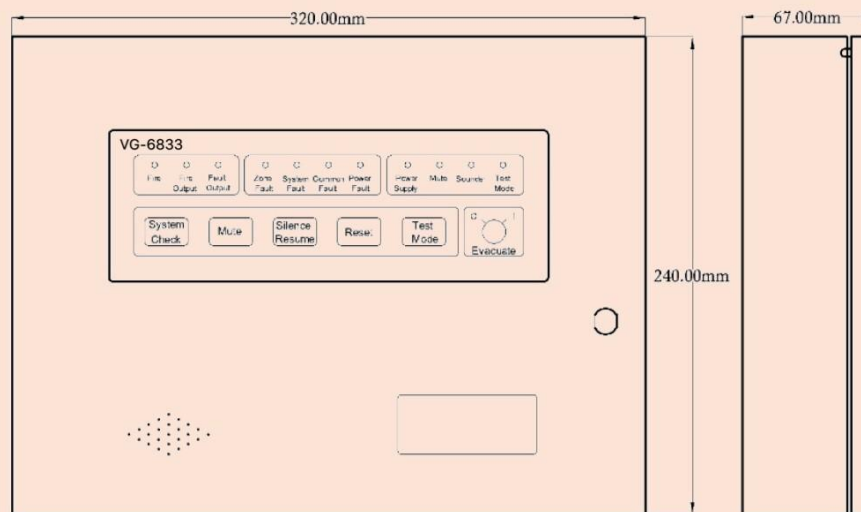 320.00mm
67.00mm
VG-6833
Fire Fire Output Fault Output Zone Fault System Fault Common Fault Power Fault Power Supply Mute Sounder Test Mode
System Check Mute Silence Resume Reset Test Mode
Evacuate
240.00mm